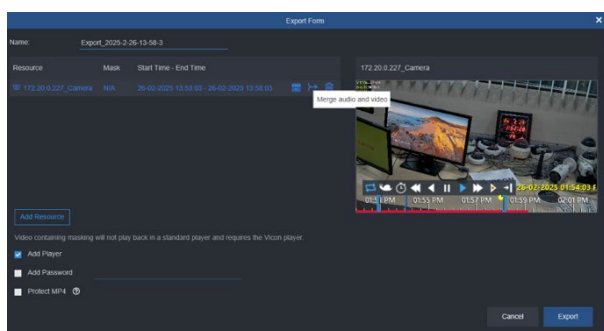 Export Form
Name: Export_2025-2-26-13-58-3
Resource Mask Start Time - End Time
172.20.0.227_Camera N/A 26-02-2025 13:53:03 - 26-02-2025 13:58:03
Merge audio and video
172.20.0.227_Camera
26-02-2025 01:54:03
01:55 PM 01:57 PM 01:59 PM 02:01 PM
Add Resource
Video containing masking will not play back in a standard player and requires the Vicon player.
Add Player
Add Password
Protect MP4
Cancel Export